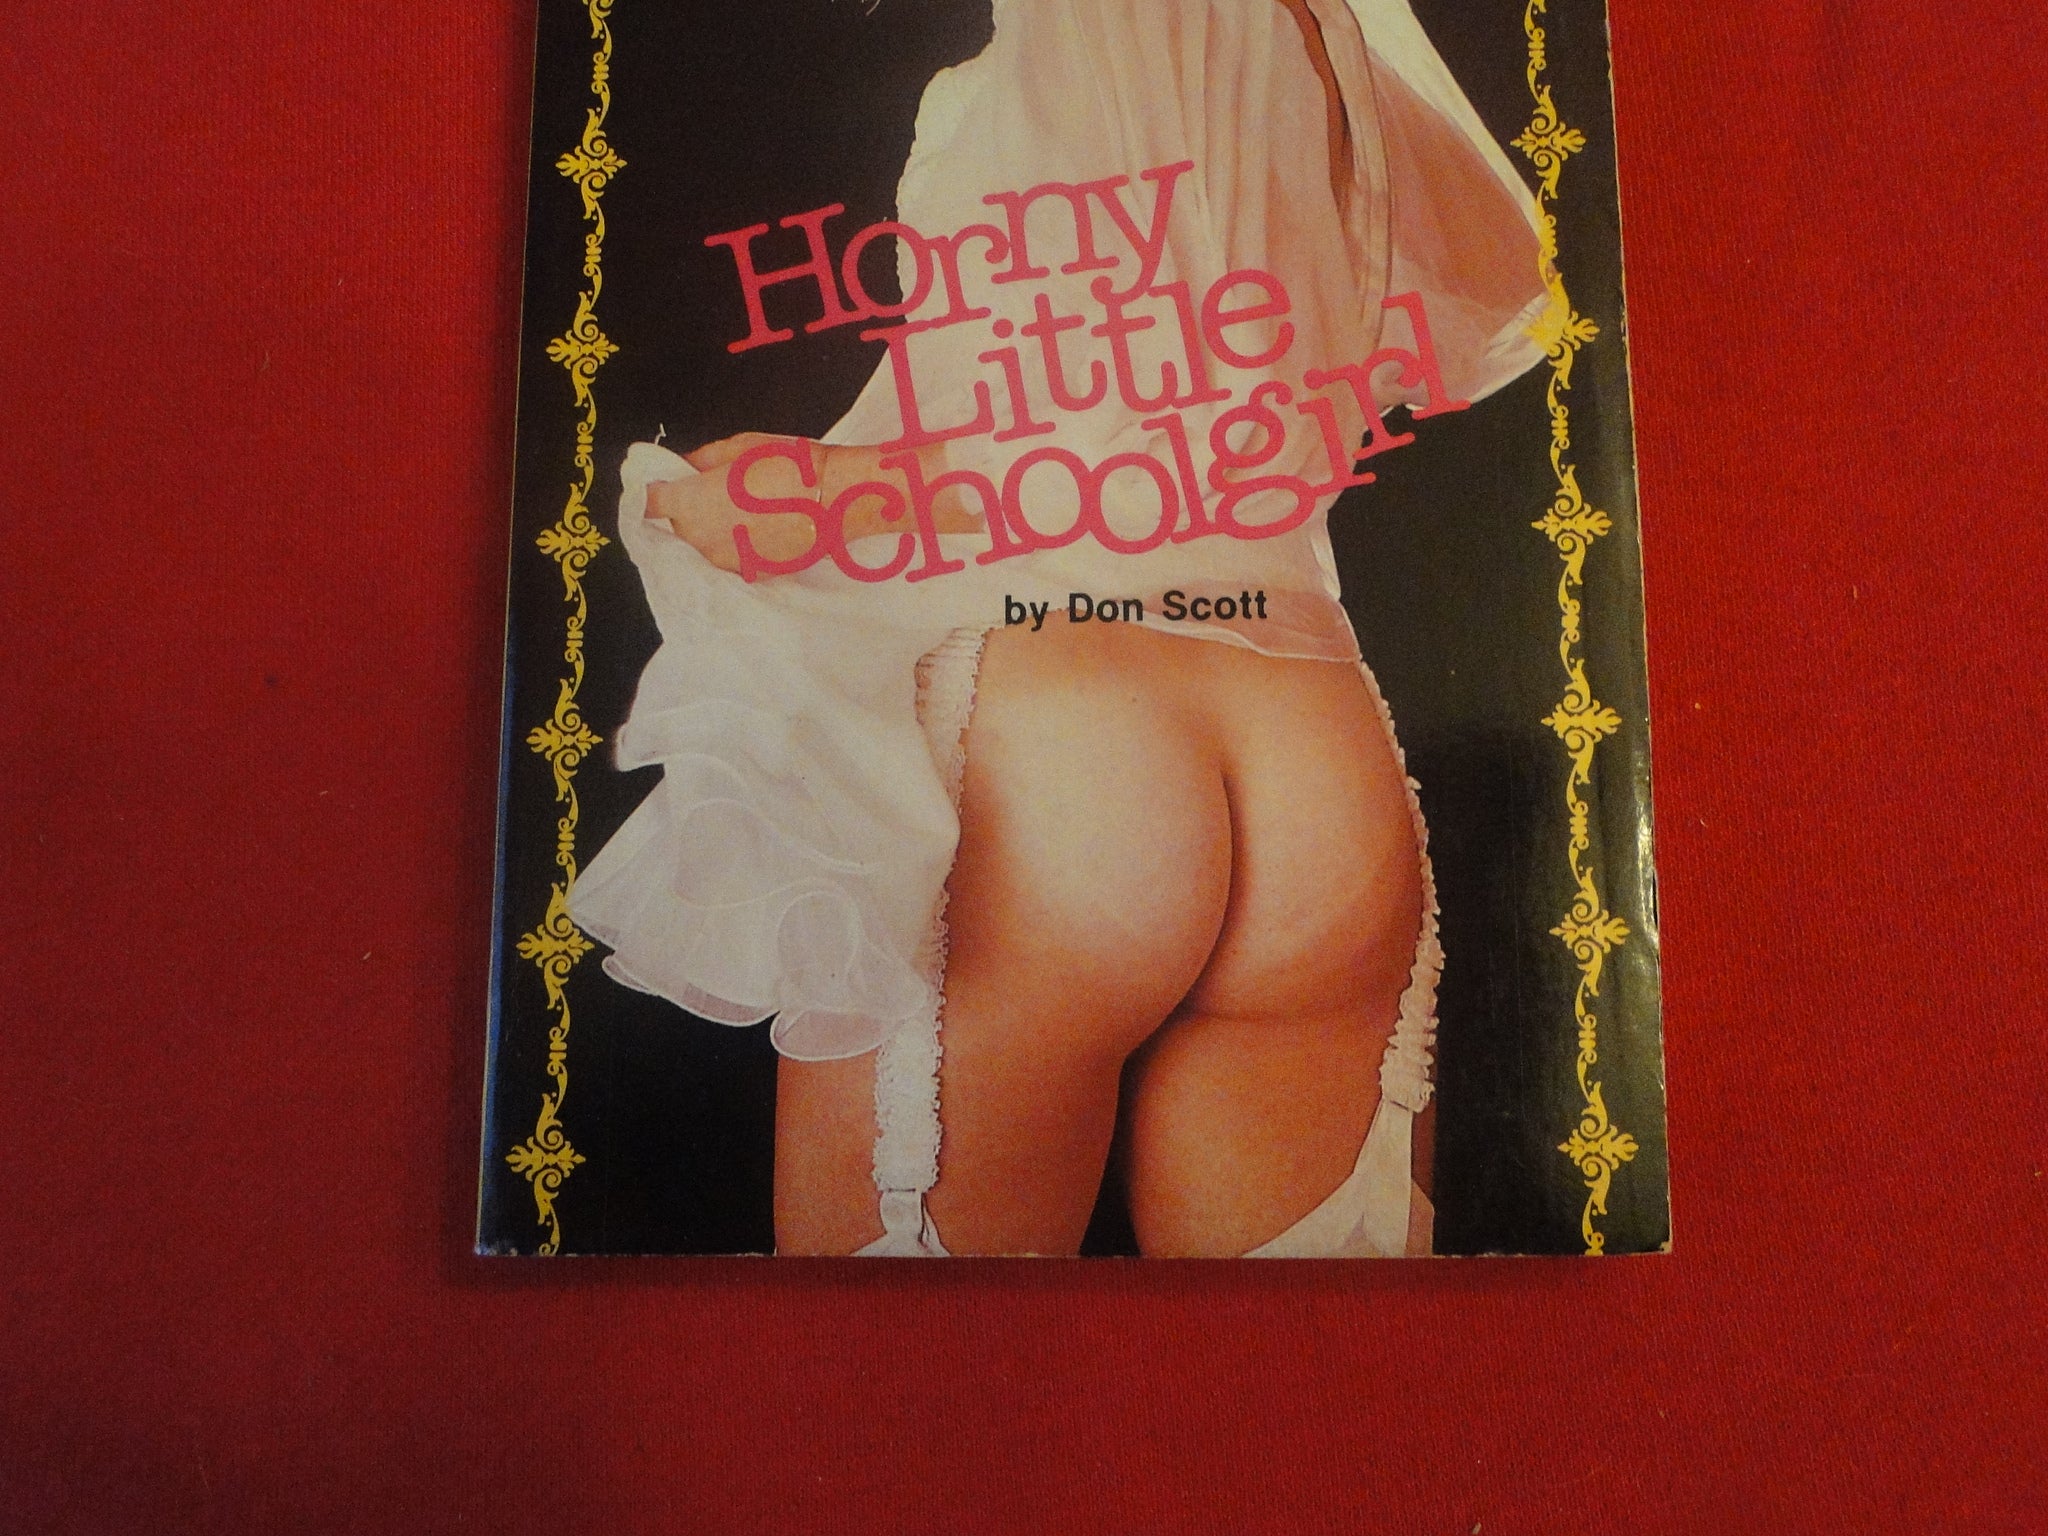 Horny
Little
Schoolgirl
by Don Scott